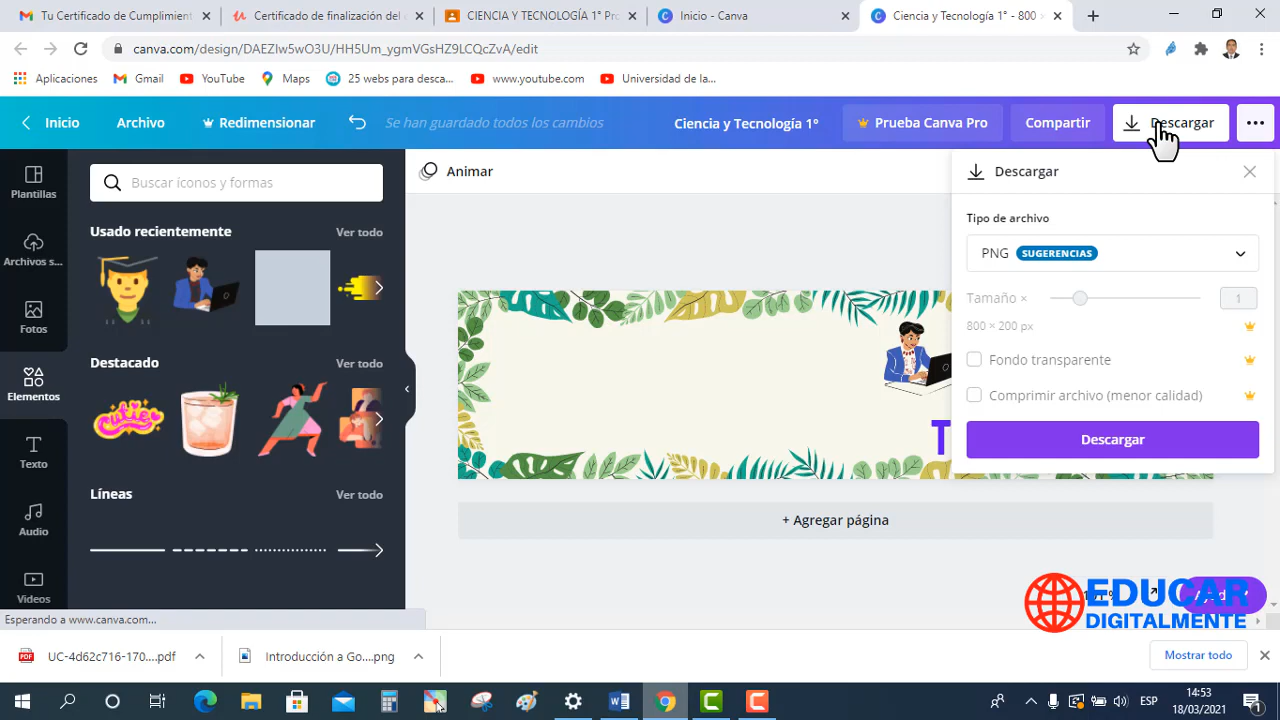 Tu Certificado de Cumplimient
Certificado de finalización del
CIENCIA Y TECNOLOGÍA 1° Pr
Inicio - Canva
Ciencia y Tecnología 1° - 800
canva.com/design/DAEZIw5wO3U/HH5Um_ygmVGsHZ9LCQcZvA/edit
Aplicaciones
Gmail
YouTube
Maps
25 webs para desca...
www.youtube.com
Universidad de la...
Inicio
Archivo
Redimensionar
Se han guardado todos los cambios
Ciencia y Tecnología 1°
Prueba Canva Pro
Compartir
Descargar
Plantillas
Archivos s...
Fotos
Elementos
Texto
Audio
Videos
Buscar íconos y formas
Usado recientemente
Ver todo
Destacado
Ver todo
Cutie
Líneas
Ver todo
Animar
Descargar
Tipo de archivo
PNG SUGERENCIAS
Tamaño ×
1
800 × 200 px
Fondo transparente
Comprimir archivo (menor calidad)
Descargar
T
+ Agregar página
EDUCAR
DIGITALMENTE
Esperando a www.canva.com...
UC-4d62c716-170....pdf
Introducción a Go....png
Mostrar todo
ESP
14:53
18/03/2021
1